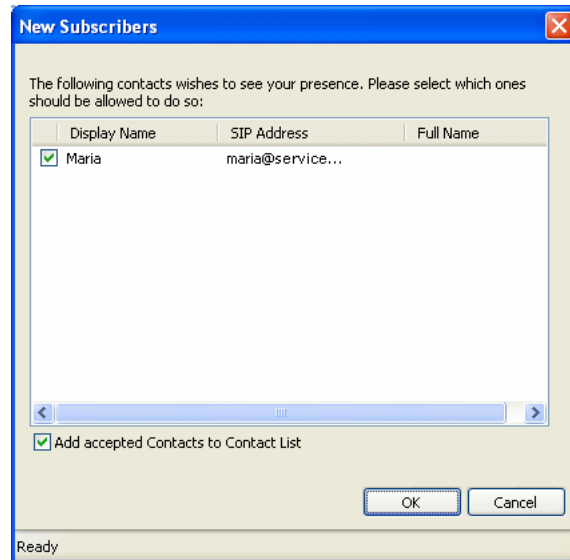 New Subscribers
The following contacts wishes to see your presence. Please select which ones
should be allowed to do so:
Display Name SIP Address Full Name
Maria maria@service...
Add accepted Contacts to Contact List
OK Cancel
Ready